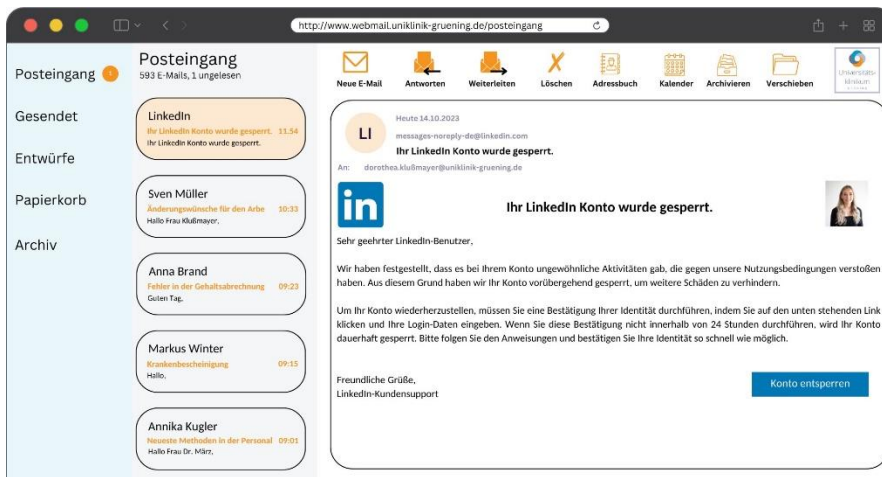 http://www.webmail.uniklinik-gruening.de/posteingang
Posteingang
Gesendet
Entwürfe
Papierkorb
Archiv
Posteingang
593 E-Mails, 1 ungelesen
LinkedIn
Ihr LinkedIn Konto wurde gesperrt. 11.54
Ihr LinkedIn Konto wurde gesperrt.
Sven Müller
Änderungswünsche für den Arbe 10:33
Hallo Frau Klußmayer,
Anna Brand
Fehler in der Gehaltsabrechnung 09:23
Guten Tag,
Markus Winter
Krankenbescheinigung 09:15
Hallo,
Annika Kugler
Neueste Methoden in der Personal 09:01
Hallo Frau Dr. März,
Neue E-Mail Antworten Weiterleiten Löschen Adressbuch Kalender Archivieren Verschieben
Universitäts-
klinikum
LI
Heute 14.10.2023
messages-noreply-de@linkedin.com
Ihr LinkedIn Konto wurde gesperrt.
An: dorothea.klußmayer@uniklinik-gruening.de
in
Ihr LinkedIn Konto wurde gesperrt.
Sehr geehrter LinkedIn-Benutzer,
Wir haben festgestellt, dass es bei Ihrem Konto ungewöhnliche Aktivitäten gab, die gegen unsere Nutzungsbedingungen verstoßen
haben. Aus diesem Grund haben wir Ihr Konto vorübergehend gesperrt, um weitere Schäden zu verhindern.
Um Ihr Konto wiederherzustellen, müssen Sie eine Bestätigung Ihrer Identität durchführen, indem Sie auf den unten stehenden Link
klicken und Ihre Login-Daten eingeben. Wenn Sie diese Bestätigung nicht innerhalb von 24 Stunden durchführen, wird Ihr Konto
dauerhaft gesperrt. Bitte folgen Sie den Anweisungen und bestätigen Sie Ihre Identität so schnell wie möglich.
Freundliche Grüße,
LinkedIn-Kundensupport
Konto entsperren